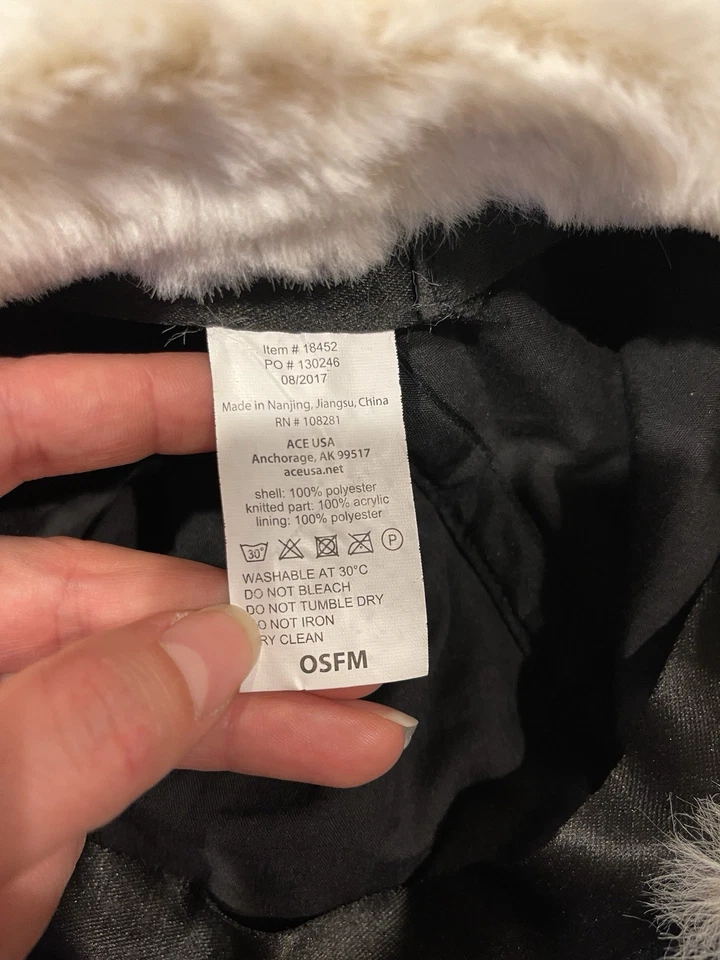 Item # 18452
PO # 130246
08/2017
Made in Nanjing, Jiangsu, China
RN # 108281
ACE USA
Anchorage, AK 99517
aceusa.net
shell: 100% polyester
knitted part: 100% acrylic
lining: 100% polyester
30° P
WASHABLE AT 30°C
DO NOT BLEACH
DO NOT TUMBLE DRY
DO NOT IRON
DRY CLEAN
OSFM